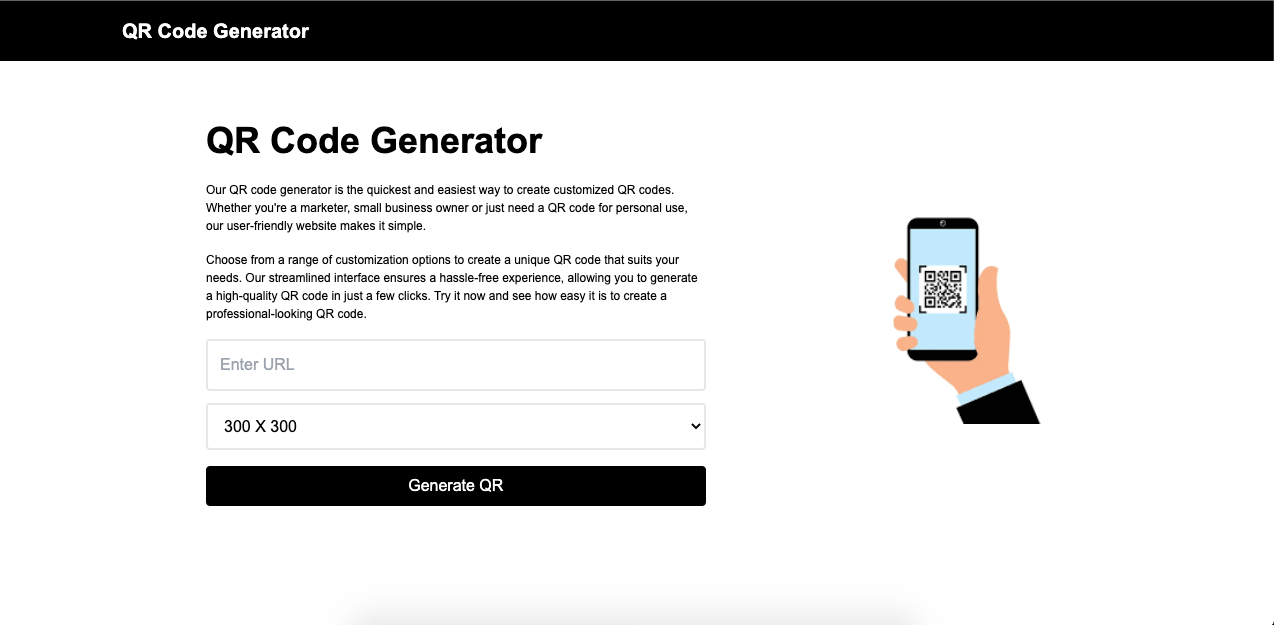 QR Code Generator
QR Code Generator
Our QR code generator is the quickest and easiest way to create customized QR codes.
Whether you're a marketer, small business owner or just need a QR code for personal use,
our user-friendly website makes it simple.
Choose from a range of customization options to create a unique QR code that suits your
needs. Our streamlined interface ensures a hassle-free experience, allowing you to generate
a high-quality QR code in just a few clicks. Try it now and see how easy it is to create a
professional-looking QR code.
Enter URL
300 X 300
Generate QR